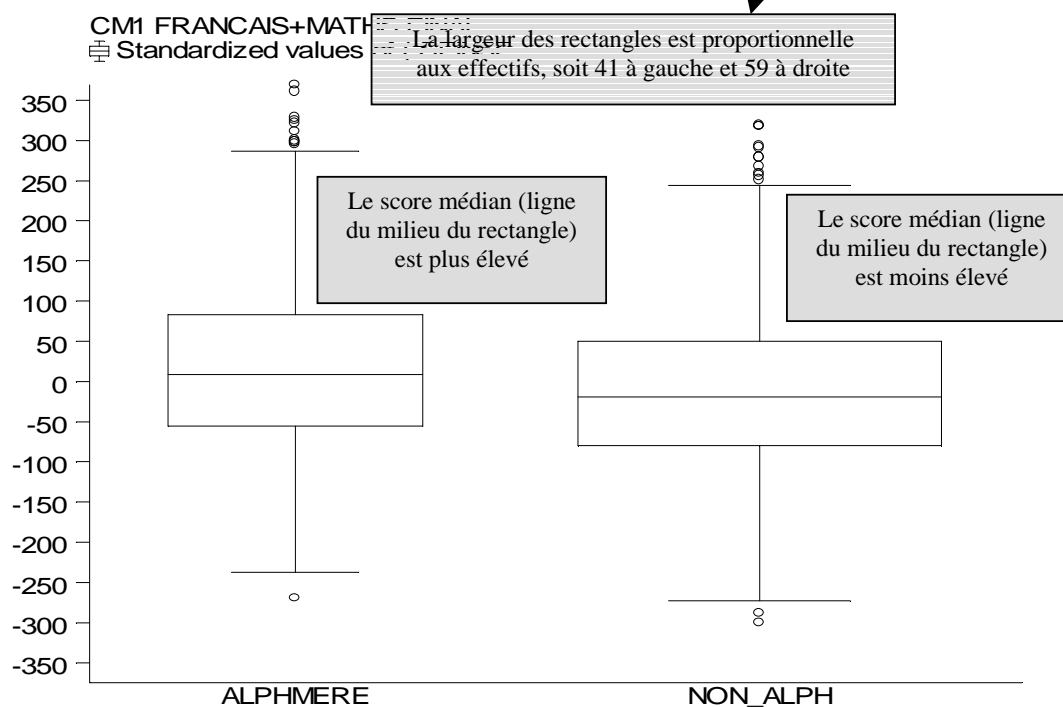 CM1 FRANCAIS+MATH
Standardized values
La largeur des rectangles est proportionnelle
aux effectifs, soit 41 à gauche et 59 à droite
350
300
250
200
150
100
50
0
-50
-100
-150
-200
-250
-300
-350
Le score médian (ligne
du milieu du rectangle)
est plus élevé
Le score médian (ligne
du milieu du rectangle)
est moins élevé
ALPHMERE
NON_ALPH